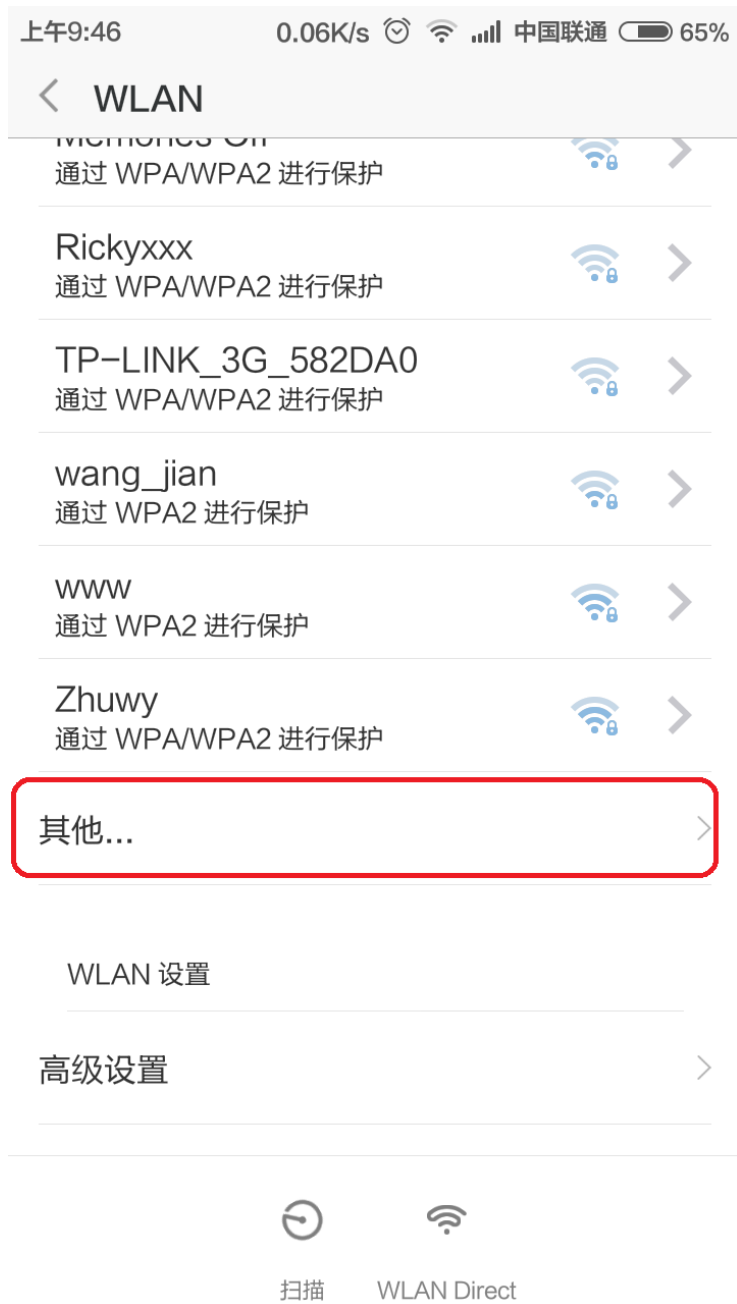 上午9:46 0.06K/s 中国联通 65%
WLAN
Memories Off
通过 WPA/WPA2 进行保护
Rickyxxx
通过 WPA/WPA2 进行保护
TP-LINK_3G_582DA0
通过 WPA/WPA2 进行保护
wang_jian
通过 WPA2 进行保护
www
通过 WPA2 进行保护
Zhuwy
通过 WPA/WPA2 进行保护
其他...
WLAN 设置
高级设置
扫描 WLAN Direct